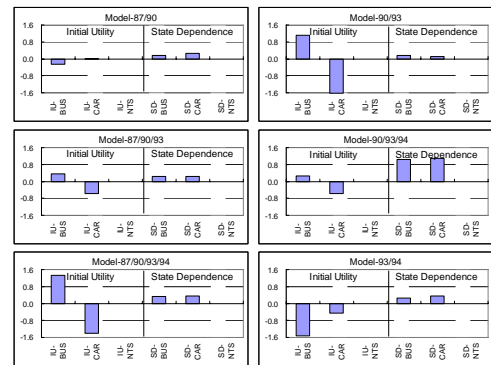 Model-87/90
Initial Utility State Dependence
1.6
0.8
0.0
-0.8
-1.6
IU-BUS IU-CAR IU-NTS SD-BUS SD-CAR SD-NTS
Model-90/93
Initial Utility State Dependence
1.6
0.8
0.0
-0.8
-1.6
IU-BUS IU-CAR IU-NTS SD-BUS SD-CAR SD-NTS
Model-87/90/93
Initial Utility State Dependence
1.6
0.8
0.0
-0.8
-1.6
IU-BUS IU-CAR IU-NTS SD-BUS SD-CAR SD-NTS
Model-90/93/94
Initial Utility State Dependence
1.6
0.8
0.0
-0.8
-1.6
IU-BUS IU-CAR IU-NTS SD-BUS SD-CAR SD-NTS
Model-87/90/93/94
Initial Utility State Dependence
1.6
0.8
0.0
-0.8
-1.6
IU-BUS IU-CAR IU-NTS SD-BUS SD-CAR SD-NTS
Model-93/94
Initial Utility State Dependence
1.6
0.8
0.0
-0.8
-1.6
IU-BUS IU-CAR IU-NTS SD-BUS SD-CAR SD-NTS